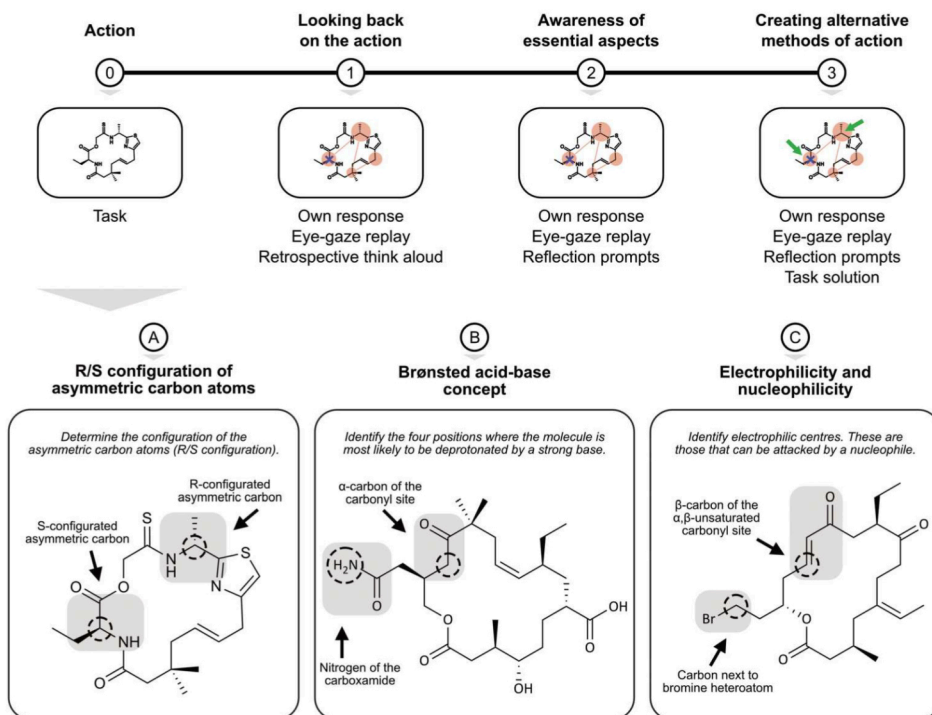 Action
Looking back
on the action
Awareness of
essential aspects
Creating alternative
methods of action
0
1
2
3
Task
Own response
Eye-gaze replay
Retrospective think aloud
Own response
Eye-gaze replay
Reflection prompts
Own response
Eye-gaze replay
Reflection prompts
Task solution
A
R/S configuration of
asymmetric carbon atoms
Determine the configuration of the
asymmetric carbon atoms (R/S configuration).
R-configurated
asymmetric carbon
S-configurated
asymmetric carbon
S
N
H
S
N
O
O
NH
O
B
Brønsted acid-base
concept
Identify the four positions where the molecule is
most likely to be deprotonated by a strong base.
α-carbon of the
carbonyl site
O
H₂N
O
O
O
OH
O
OH
Nitrogen of the
carboxamide
C
Electrophilicity and
nucleophilicity
Identify electrophilic centres. These are
those that can be attacked by a nucleophile.
β-carbon of the
α,β-unsaturated
carbonyl site
O
O
Br
O
O
Carbon next to
bromine heteroatom